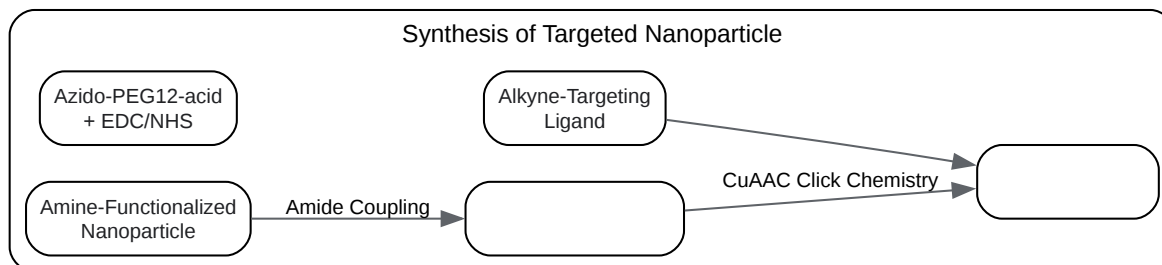 Synthesis of Targeted Nanoparticle
Azido-PEG12-acid
+ EDC/NHS
Alkyne-Targeting
Ligand
Amine-Functionalized
Nanoparticle
Amide Coupling
CuAAC Click Chemistry